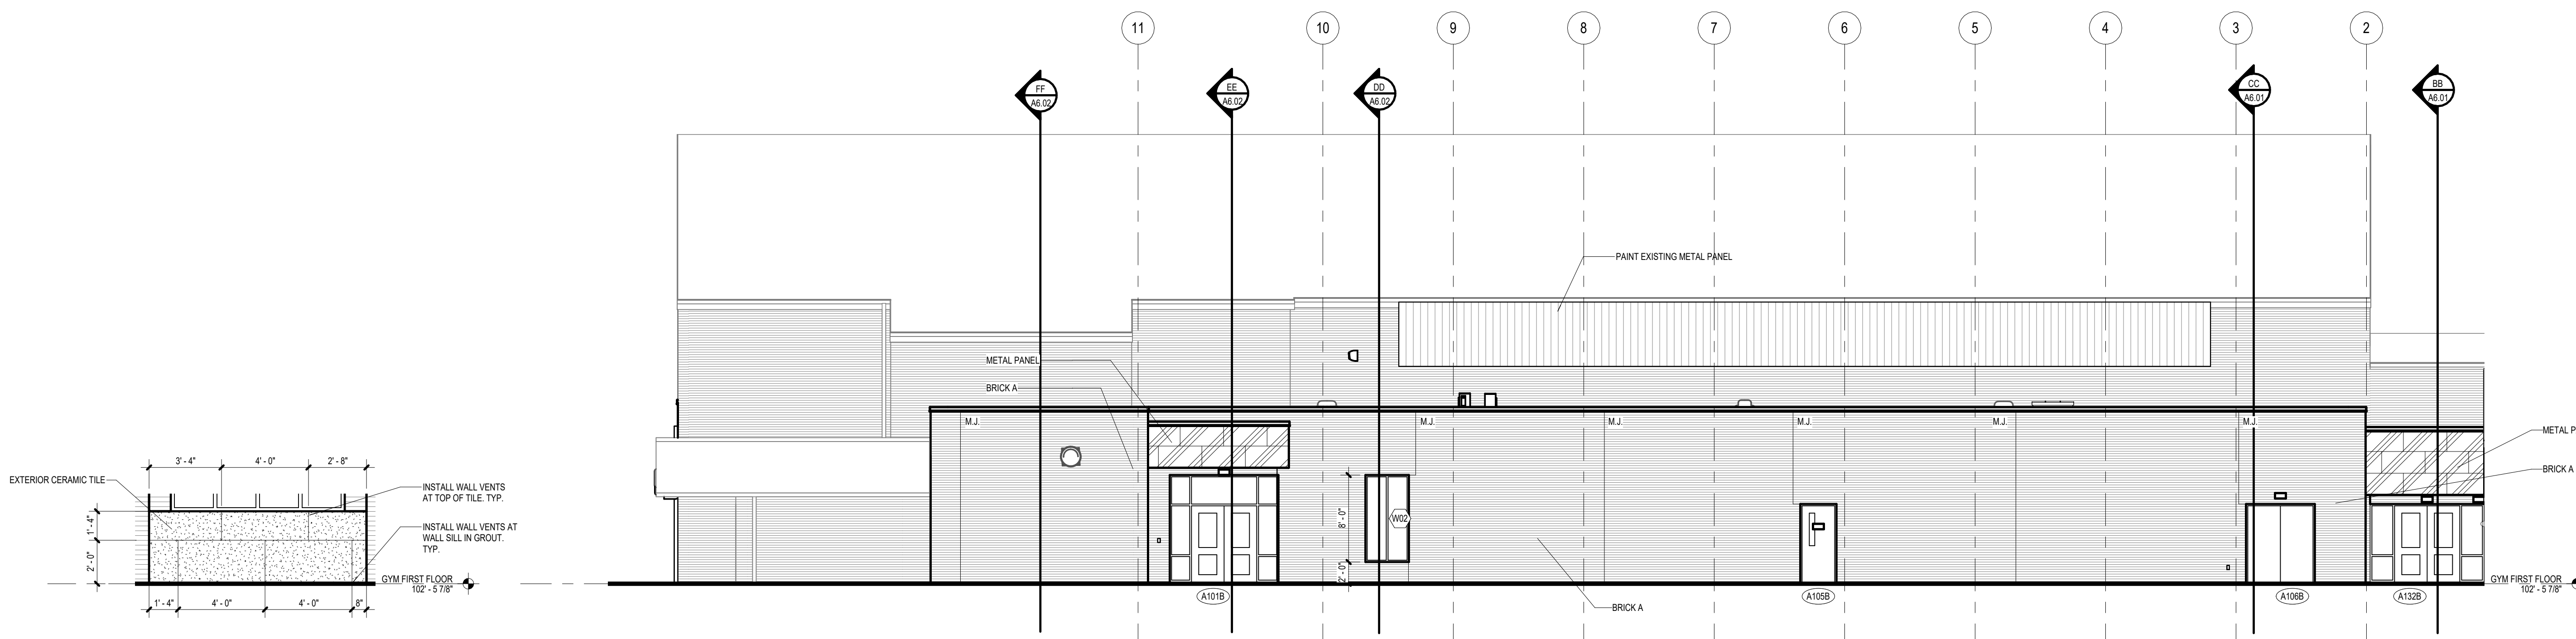 11
10
9
8
7
6
5
4
3
2
FF
A6.02
EE
A6.02
DD
A6.02
CC
A6.01
BB
A6.01
PAINT EXISTING METAL PANEL
METAL PANEL
BRICK A
M.J.
M.J.
M.J.
M.J.
M.J.
M.J.
METAL P
BRICK A
3' - 4"
4' - 0"
2' - 8"
EXTERIOR CERAMIC TILE
INSTALL WALL VENTS
AT TOP OF TILE. TYP.
1' - 4"
2' - 0"
INSTALL WALL VENTS AT
WALL SILL IN GROUT.
TYP.
GYM FIRST FLOOR
102' - 5 7/8"
1' - 4"
4' - 0"
4' - 0"
8"
8' - 0"
W02
2' - 0"
GYM FIRST FLOOR
102' - 5 7/8"
A101B
A105B
A106B
A132B
BRICK A